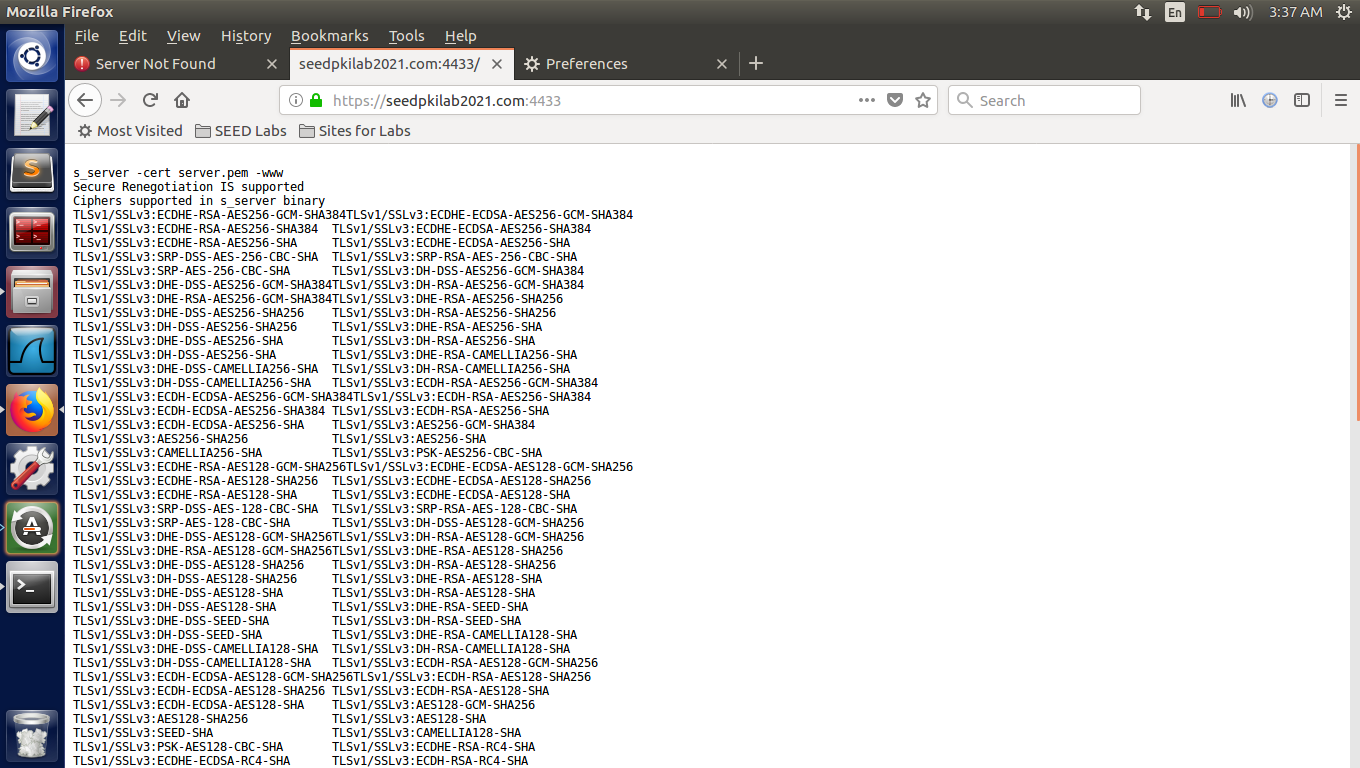 Mozilla Firefox
En
3:37 AM
File Edit View History Bookmarks Tools Help
Server Not Found
seedpkilab2021.com:4433/
Preferences
https://seedpkilab2021.com:4433
Search
Most Visited
SEED Labs
Sites for Labs
s_server -cert server.pem -www
Secure Renegotiation IS supported
Ciphers supported in s_server binary
TLSv1/SSLv3:ECDHE-RSA-AES256-GCM-SHA384TLSv1/SSLv3:ECDHE-ECDSA-AES256-GCM-SHA384
TLSv1/SSLv3:ECDHE-RSA-AES256-SHA384  TLSv1/SSLv3:ECDHE-ECDSA-AES256-SHA384
TLSv1/SSLv3:ECDHE-RSA-AES256-SHA     TLSv1/SSLv3:ECDHE-ECDSA-AES256-SHA
TLSv1/SSLv3:SRP-DSS-AES-256-CBC-SHA  TLSv1/SSLv3:SRP-RSA-AES-256-CBC-SHA
TLSv1/SSLv3:SRP-AES-256-CBC-SHA      TLSv1/SSLv3:DH-DSS-AES256-GCM-SHA384
TLSv1/SSLv3:DHE-DSS-AES256-GCM-SHA384TLSv1/SSLv3:DH-RSA-AES256-GCM-SHA384
TLSv1/SSLv3:DHE-RSA-AES256-GCM-SHA384TLSv1/SSLv3:DHE-RSA-AES256-SHA256
TLSv1/SSLv3:DHE-DSS-AES256-SHA256    TLSv1/SSLv3:DH-RSA-AES256-SHA256
TLSv1/SSLv3:DH-DSS-AES256-SHA256     TLSv1/SSLv3:DHE-RSA-AES256-SHA
TLSv1/SSLv3:DHE-DSS-AES256-SHA       TLSv1/SSLv3:DH-RSA-AES256-SHA
TLSv1/SSLv3:DH-DSS-AES256-SHA        TLSv1/SSLv3:DHE-RSA-CAMELLIA256-SHA
TLSv1/SSLv3:DHE-DSS-CAMELLIA256-SHA  TLSv1/SSLv3:DH-RSA-CAMELLIA256-SHA
TLSv1/SSLv3:DH-DSS-CAMELLIA256-SHA   TLSv1/SSLv3:ECDH-RSA-AES256-GCM-SHA384
TLSv1/SSLv3:ECDH-ECDSA-AES256-GCM-SHA384TLSv1/SSLv3:ECDH-RSA-AES256-SHA384
TLSv1/SSLv3:ECDH-ECDSA-AES256-SHA384 TLSv1/SSLv3:ECDH-RSA-AES256-SHA
TLSv1/SSLv3:ECDH-ECDSA-AES256-SHA    TLSv1/SSLv3:AES256-GCM-SHA384
TLSv1/SSLv3:AES256-SHA256            TLSv1/SSLv3:AES256-SHA
TLSv1/SSLv3:CAMELLIA256-SHA          TLSv1/SSLv3:PSK-AES256-CBC-SHA
TLSv1/SSLv3:ECDHE-RSA-AES128-GCM-SHA256TLSv1/SSLv3:ECDHE-ECDSA-AES128-GCM-SHA256
TLSv1/SSLv3:ECDHE-RSA-AES128-SHA256  TLSv1/SSLv3:ECDHE-ECDSA-AES128-SHA256
TLSv1/SSLv3:ECDHE-RSA-AES128-SHA     TLSv1/SSLv3:ECDHE-ECDSA-AES128-SHA
TLSv1/SSLv3:SRP-DSS-AES-128-CBC-SHA  TLSv1/SSLv3:SRP-RSA-AES-128-CBC-SHA
TLSv1/SSLv3:SRP-AES-128-CBC-SHA      TLSv1/SSLv3:DH-DSS-AES128-GCM-SHA256
TLSv1/SSLv3:DHE-DSS-AES128-GCM-SHA256TLSv1/SSLv3:DH-RSA-AES128-GCM-SHA256
TLSv1/SSLv3:DHE-RSA-AES128-GCM-SHA256TLSv1/SSLv3:DHE-RSA-AES128-SHA256
TLSv1/SSLv3:DHE-DSS-AES128-SHA256    TLSv1/SSLv3:DH-RSA-AES128-SHA256
TLSv1/SSLv3:DH-DSS-AES128-SHA256     TLSv1/SSLv3:DHE-RSA-AES128-SHA
TLSv1/SSLv3:DHE-DSS-AES128-SHA       TLSv1/SSLv3:DH-RSA-AES128-SHA
TLSv1/SSLv3:DH-DSS-AES128-SHA        TLSv1/SSLv3:DHE-RSA-SEED-SHA
TLSv1/SSLv3:DHE-DSS-SEED-SHA         TLSv1/SSLv3:DH-RSA-SEED-SHA
TLSv1/SSLv3:DH-DSS-SEED-SHA          TLSv1/SSLv3:DHE-RSA-CAMELLIA128-SHA
TLSv1/SSLv3:DHE-DSS-CAMELLIA128-SHA  TLSv1/SSLv3:DH-RSA-CAMELLIA128-SHA
TLSv1/SSLv3:DH-DSS-CAMELLIA128-SHA   TLSv1/SSLv3:ECDH-RSA-AES128-GCM-SHA256
TLSv1/SSLv3:ECDH-ECDSA-AES128-GCM-SHA256TLSv1/SSLv3:ECDH-RSA-AES128-SHA256
TLSv1/SSLv3:ECDH-ECDSA-AES128-SHA256 TLSv1/SSLv3:ECDH-RSA-AES128-SHA
TLSv1/SSLv3:ECDH-ECDSA-AES128-SHA    TLSv1/SSLv3:AES128-GCM-SHA256
TLSv1/SSLv3:AES128-SHA256            TLSv1/SSLv3:AES128-SHA
TLSv1/SSLv3:SEED-SHA                 TLSv1/SSLv3:CAMELLIA128-SHA
TLSv1/SSLv3:PSK-AES128-CBC-SHA       TLSv1/SSLv3:ECDHE-RSA-RC4-SHA
TLSv1/SSLv3:ECDHE-ECDSA-RC4-SHA      TLSv1/SSLv3:ECDH-RSA-RC4-SHA